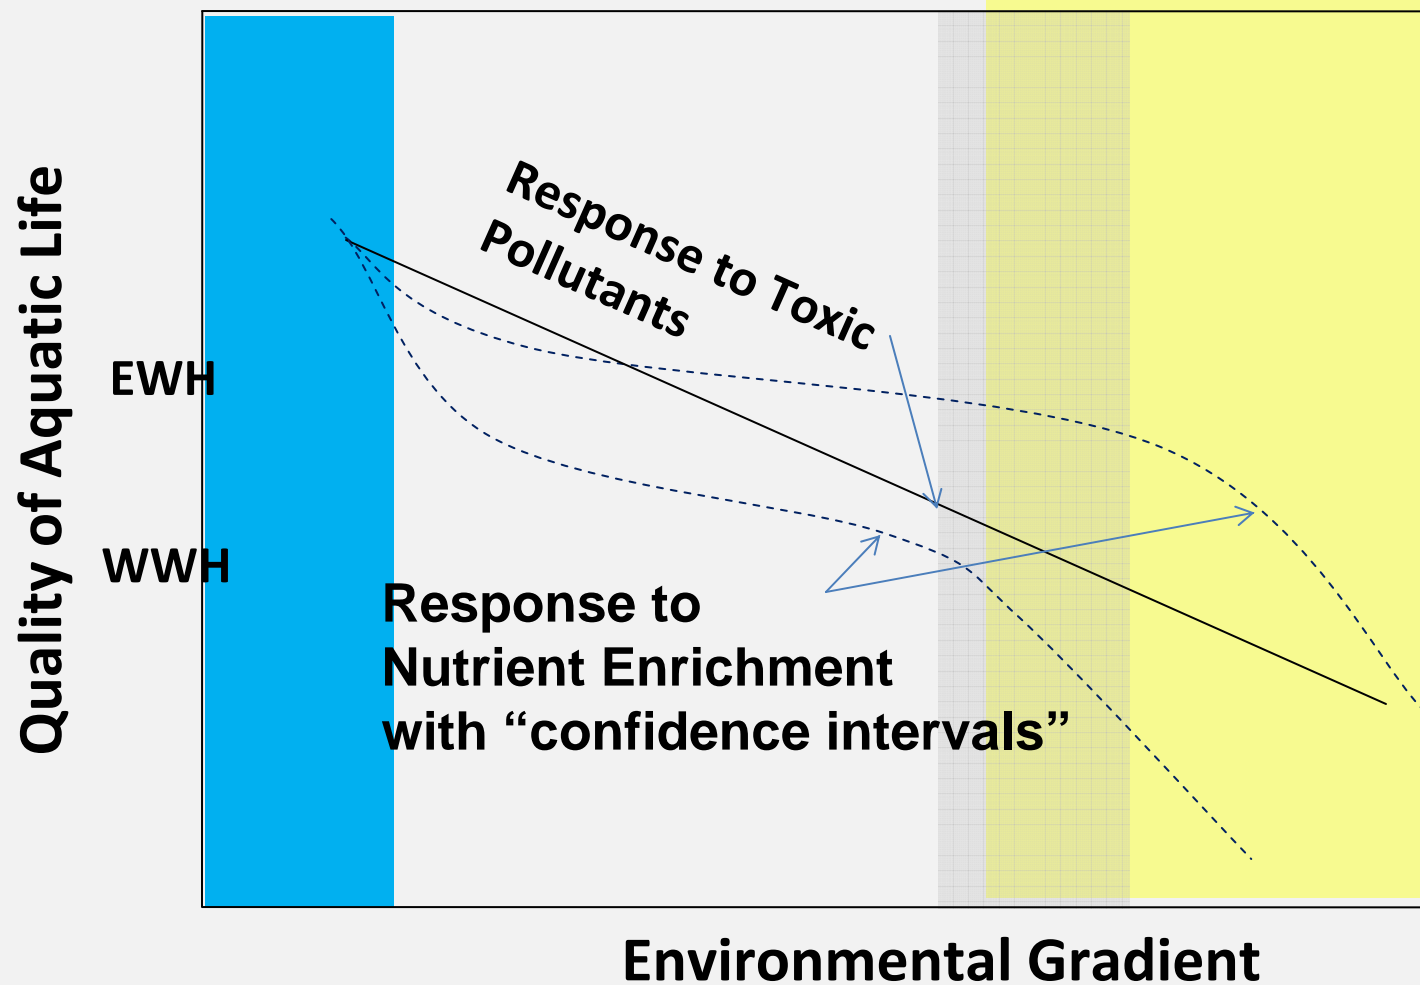 Quality of Aquatic Life
EWH
WWH
Response to Toxic
Pollutants
Response to
Nutrient Enrichment
with “confidence intervals”
Environmental Gradient